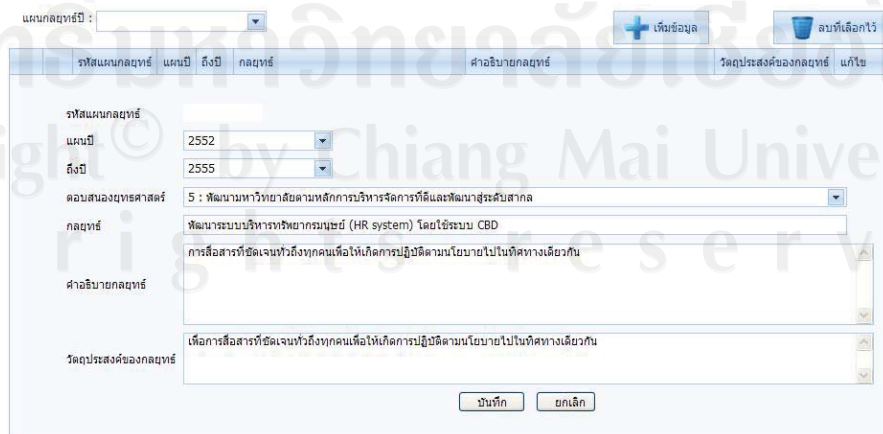 แผนกลยุทธ์ปี :
เพิ่มข้อมูล
ลบที่เลือกไว้
รหัสแผนกลยุทธ์ แผนปี ถึงปี กลยุทธ์ คำอธิบายกลยุทธ์ วัตถุประสงค์ของกลยุทธ์ แก้ไข
รหัสแผนกลยุทธ์
แผนปี 2552
ถึงปี 2555
ตอบสนองยุทธศาสตร์ 5 : พัฒนามหาวิทยาลัยตามหลักการบริหารจัดการที่ดีและพัฒนาสู่ระดับสากล
กลยุทธ์ พัฒนาระบบบริหารทรัพยากรมนุษย์ (HR system) โดยใช้ระบบ CBD
การสื่อสารที่ชัดเจนทั่วถึงทุกคนเพื่อให้เกิดการปฏิบัติตามนโยบายไปในทิศทางเดียวกัน
คำอธิบายกลยุทธ์
เพื่อการสื่อสารที่ชัดเจนทั่วถึงทุกคนเพื่อให้เกิดการปฏิบัติตามนโยบายไปในทิศทางเดียวกัน
วัตถุประสงค์ของกลยุทธ์
บันทึก ยกเลิก
ight © by Chiang Mai Unive
rights reserv